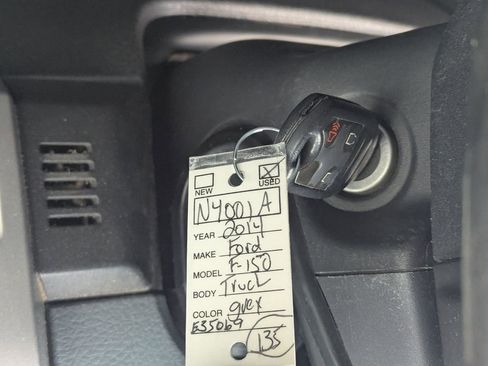 NEW USED
N4001A
YEAR 2014
MAKE Ford
MODEL F-150
BODY Truck
COLOR grey
E35069
135